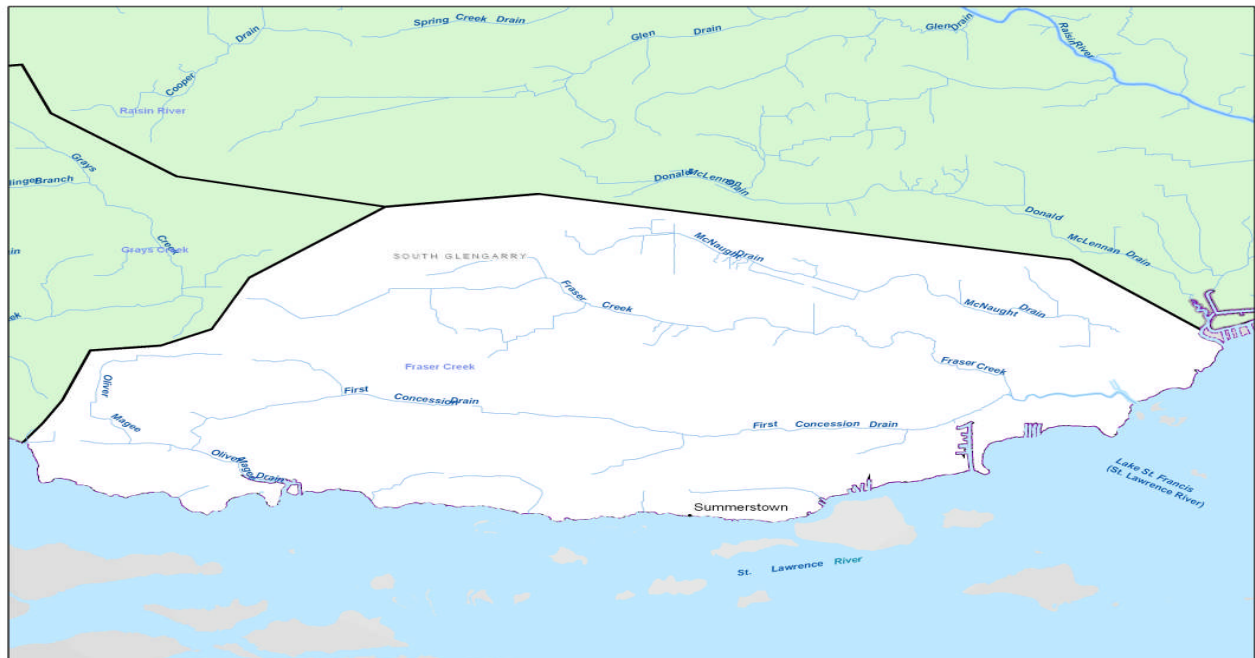 Spring Creek Drain
Glen Drain
Glen Drain
Raisin River
Cooper Drain
Raisin River
Grays Creek
Branch
Grays Creek
Donald McLennan Drain
Donald McLennan Drain
SOUTH GLENGARRY
McNaught Drain
McNaught Drain
Fraser Creek
Fraser Creek
Fraser Creek
Oliver Magee
First Concession Drain
First Concession Drain
Oliver Magee Drain
Summerstown
Lake St. Francis
(St. Lawrence River)
St. Lawrence River